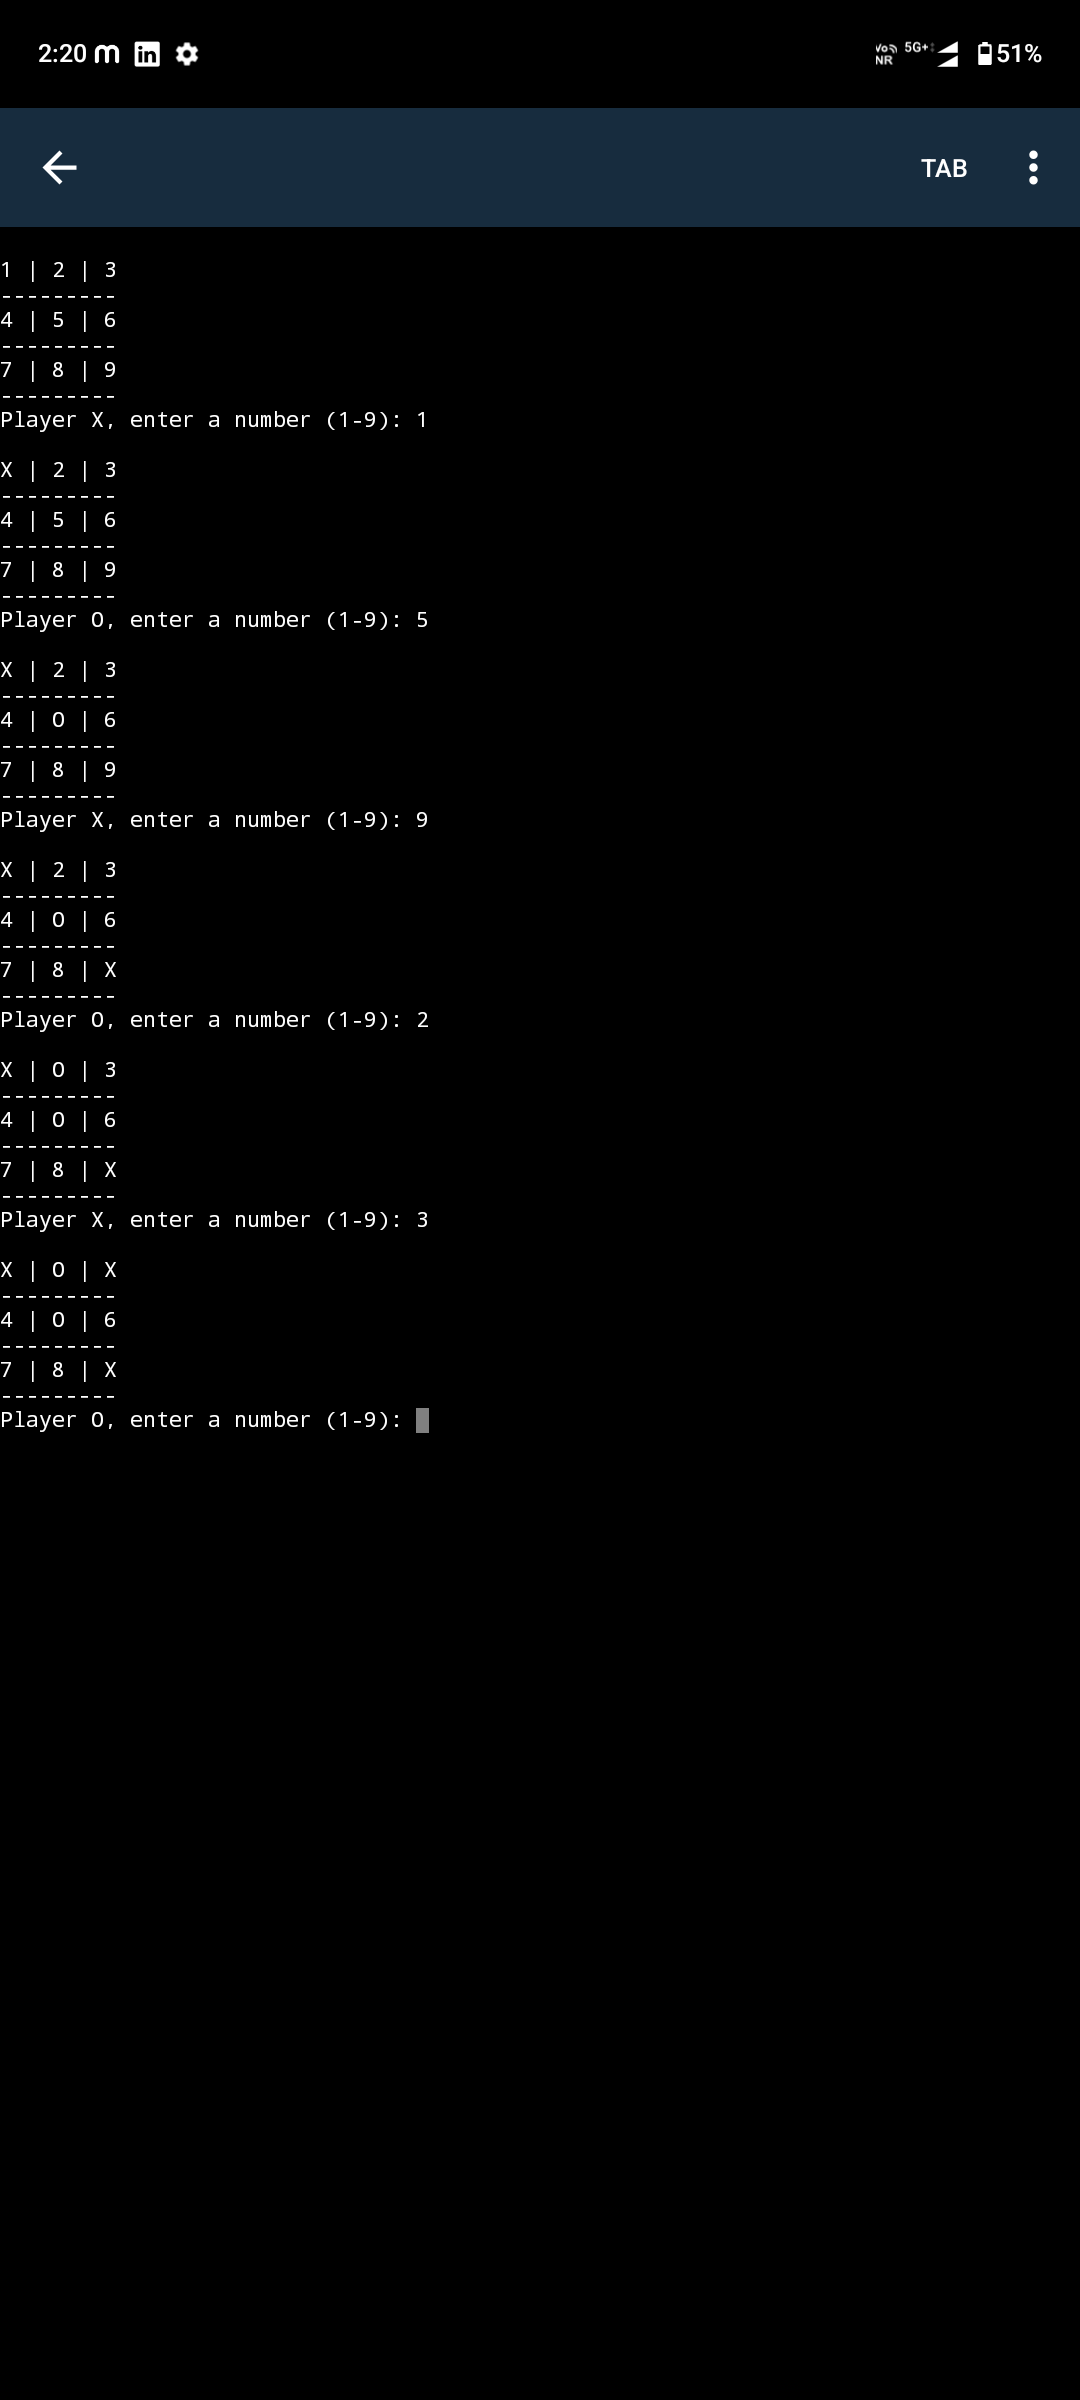 2:20 m in VoNR 5G+ 51%
TAB
1 | 2 | 3
---------
4 | 5 | 6
---------
7 | 8 | 9
---------
Player X, enter a number (1-9): 1
X | 2 | 3
---------
4 | 5 | 6
---------
7 | 8 | 9
---------
Player O, enter a number (1-9): 5
X | 2 | 3
---------
4 | O | 6
---------
7 | 8 | 9
---------
Player X, enter a number (1-9): 9
X | 2 | 3
---------
4 | O | 6
---------
7 | 8 | X
---------
Player O, enter a number (1-9): 2
X | O | 3
---------
4 | O | 6
---------
7 | 8 | X
---------
Player X, enter a number (1-9): 3
X | O | X
---------
4 | O | 6
---------
7 | 8 | X
---------
Player O, enter a number (1-9):